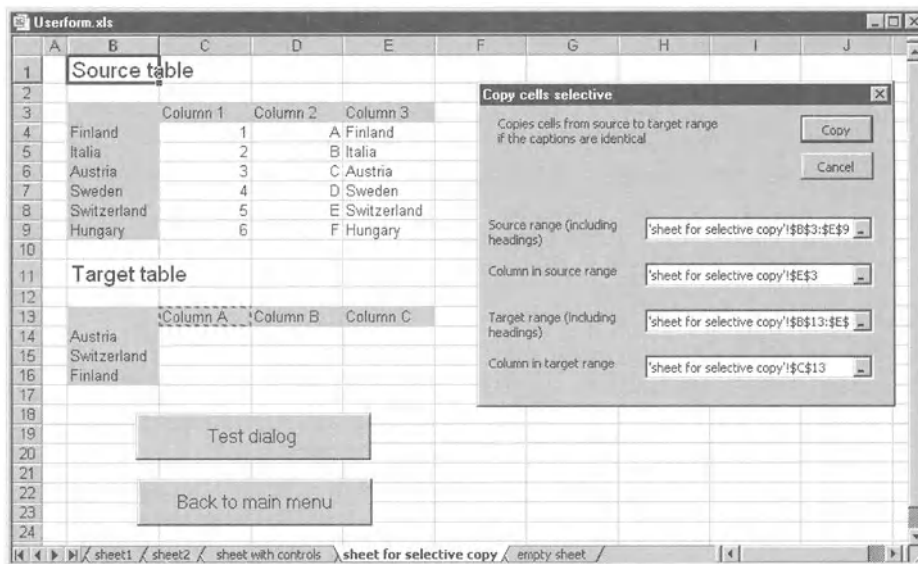 Userform.xls
A B C D E F G H I J
1 Source table
2
3 Column 1 Column 2 Column 3
4 Finland 1 A Finland
5 Italia 2 B Italia
6 Austria 3 C Austria
7 Sweden 4 D Sweden
8 Switzerland 5 E Switzerland
9 Hungary 6 F Hungary
10
11 Target table
12
13 Column A Column B Column C
14 Austria
15 Switzerland
16 Finland
17
18
19 Test dialog
20
21
22 Back to main menu
23
24
Copy cells selective
Copies cells from source to target range
if the captions are identical
Copy
Cancel
Source range (including
headings)
'sheet for selective copy'!$B$3:$E$9
Column in source range
'sheet for selective copy'!$E$3
Target range (including
headings)
'sheet for selective copy'!$B$13:$E$
Column in target range
'sheet for selective copy'!$C$13
sheet1 sheet2 sheet with controls sheet for selective copy empty sheet